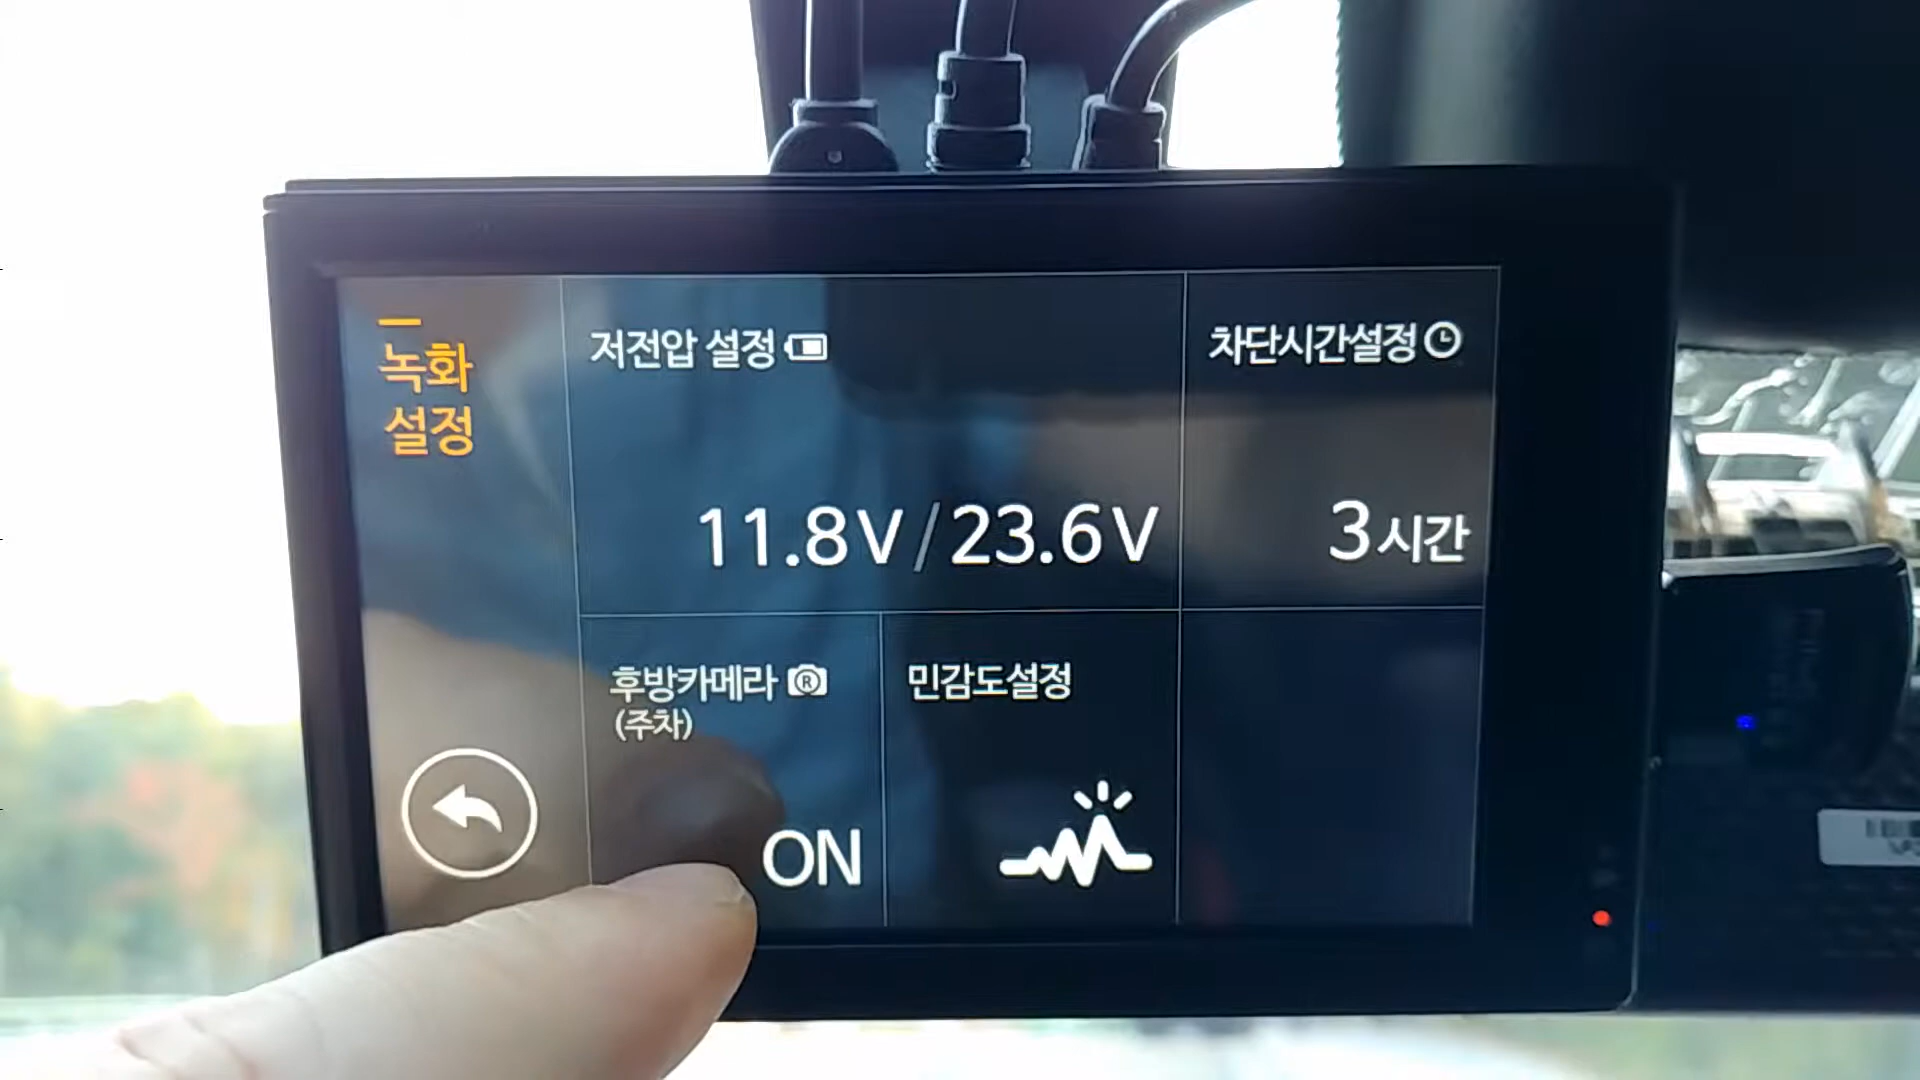 녹화
설정
저전압 설정
11.8V/23.6V
차단시간설정
3시간
후방카메라 R
(주차)
ON
민감도설정